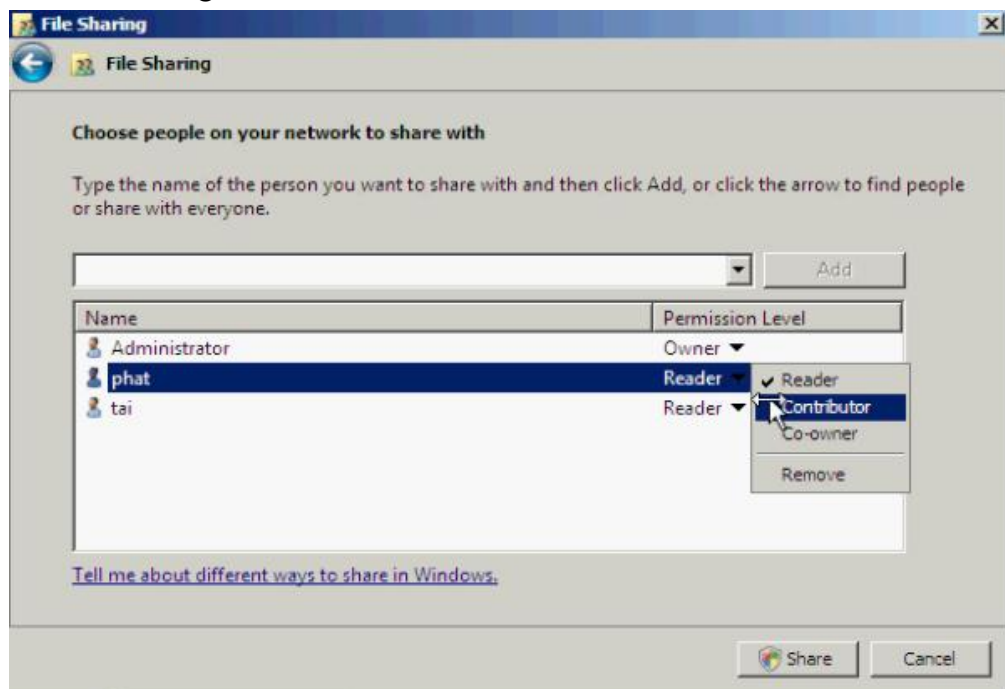 File Sharing
File Sharing
Choose people on your network to share with
Type the name of the person you want to share with and then click Add, or click the arrow to find people
or share with everyone.
Add
Name Permission Level
Administrator Owner
phat Reader
Reader
tai Reader
Contributor
Co-owner
Remove
Tell me about different ways to share in Windows.
Share Cancel